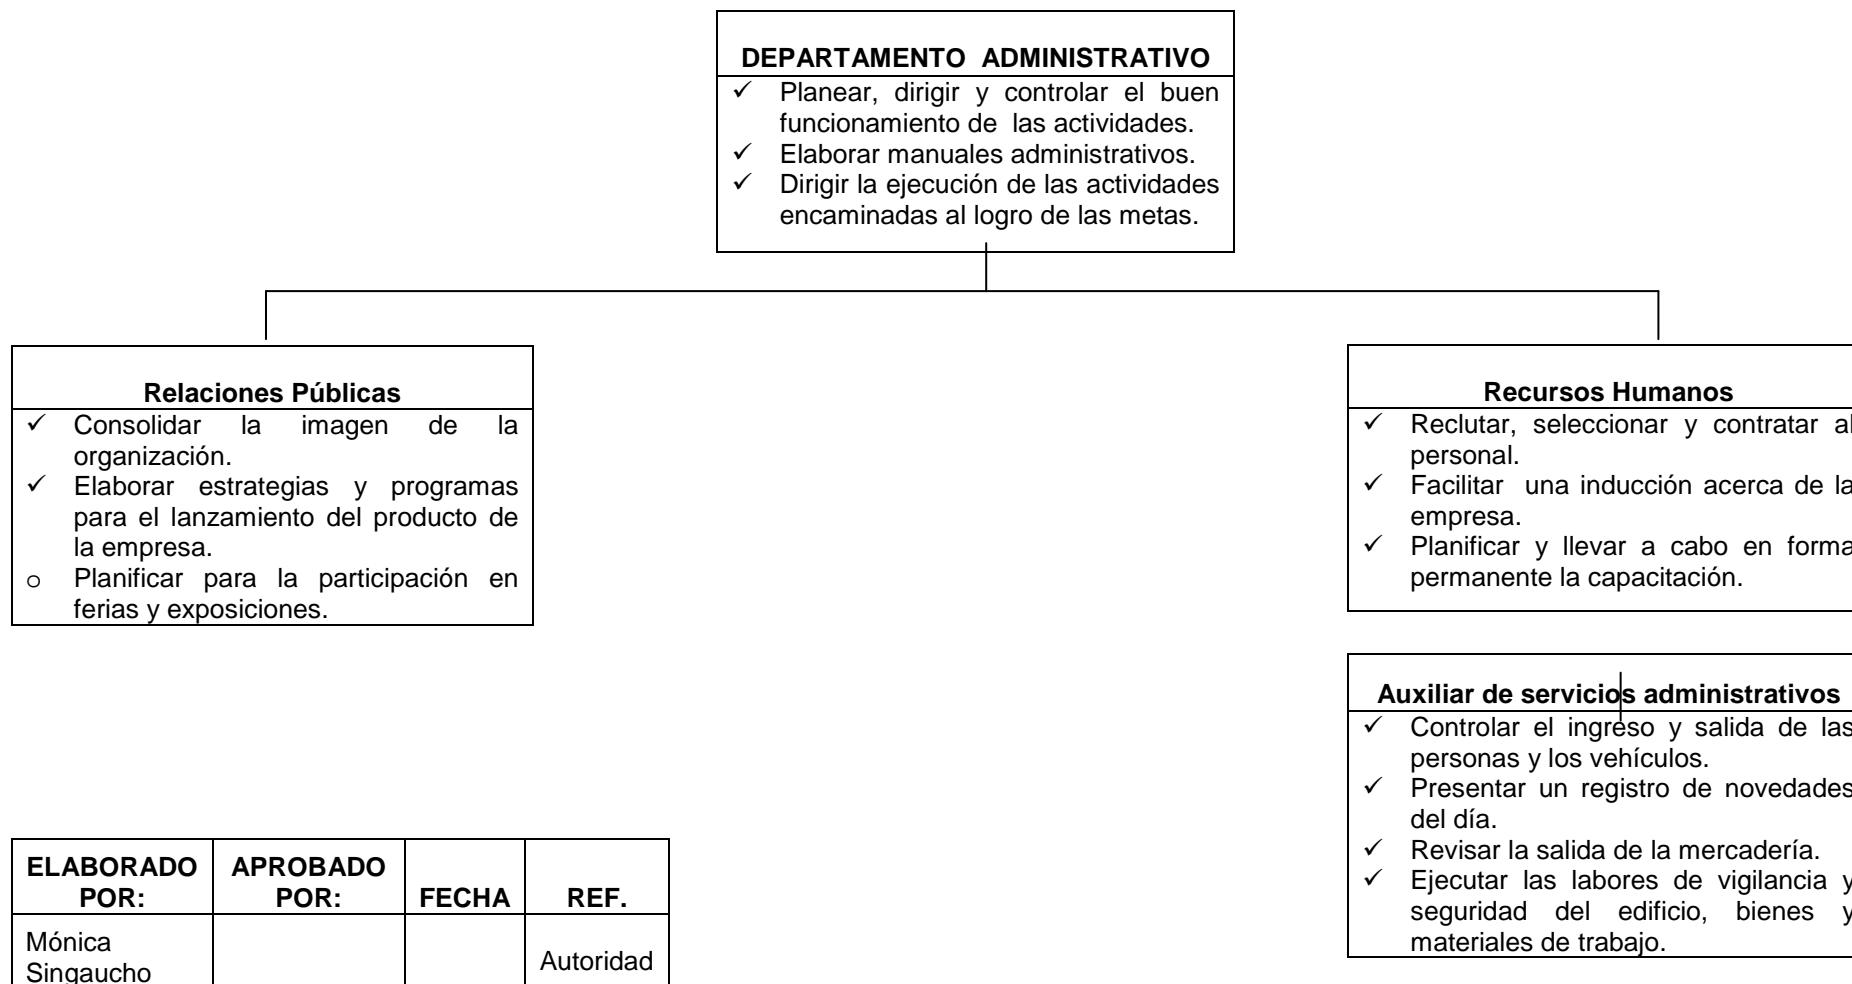 DEPARTAMENTO ADMINISTRATIVO
✓ Planear, dirigir y controlar el buen
funcionamiento de las actividades.
✓ Elaborar manuales administrativos.
✓ Dirigir la ejecución de las actividades
encaminadas al logro de las metas.
Relaciones Públicas
✓ Consolidar la imagen de la
organización.
✓ Elaborar estrategias y programas
para el lanzamiento del producto de
la empresa.
o Planificar para la participación en
ferias y exposiciones.
Recursos Humanos
✓ Reclutar, seleccionar y contratar al
personal.
✓ Facilitar una inducción acerca de la
empresa.
✓ Planificar y llevar a cabo en forma
permanente la capacitación.
Auxiliar de servicios administrativos
✓ Controlar el ingreso y salida de las
personas y los vehículos.
✓ Presentar un registro de novedades
del día.
✓ Revisar la salida de la mercadería.
✓ Ejecutar las labores de vigilancia y
seguridad del edificio, bienes y
materiales de trabajo.
ELABORADO POR: APROBADO POR: FECHA REF.
Mónica
Singaucho
Autoridad